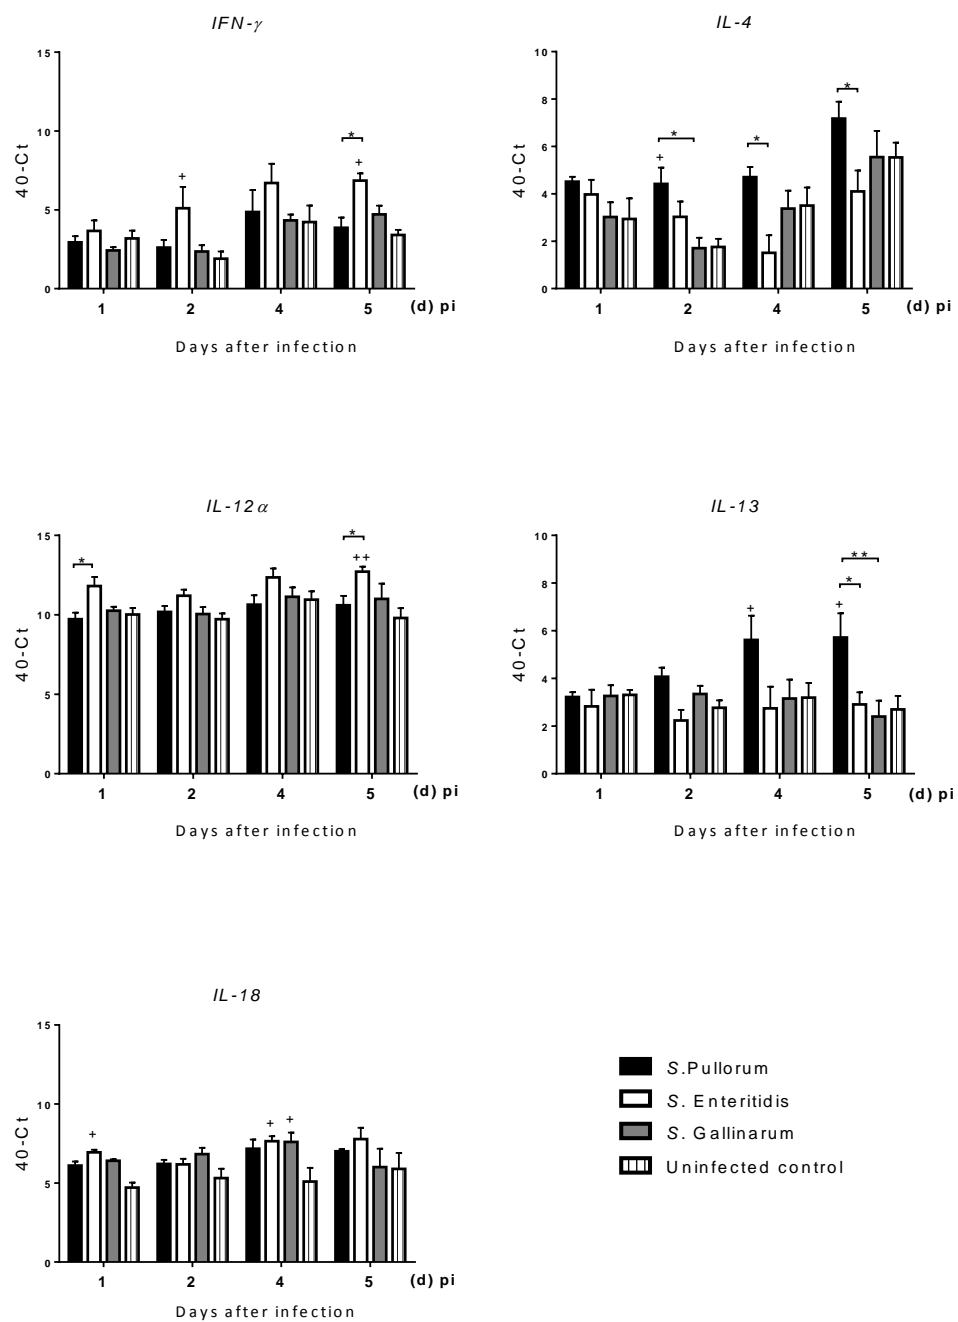 IFN-γ
15
10
5
0
40-Ct
*
+
+
1 2 4 5 (d) pi
Days after infection
IL-4
10
8
6
4
2
0
40-Ct
*
*
*
+
1 2 4 5 (d) pi
Days after infection
IL-12α
15
10
5
0
40-Ct
*
*
++
1 2 4 5 (d) pi
Days after infection
IL-13
10
8
6
4
2
0
40-Ct
**
*
+
+
1 2 4 5 (d) pi
Days after infection
IL-18
15
10
5
0
40-Ct
+
+ +
1 2 4 5 (d) pi
Days after infection
S.Pullorum
S. Enteritidis
S. Gallinarum
Uninfected control